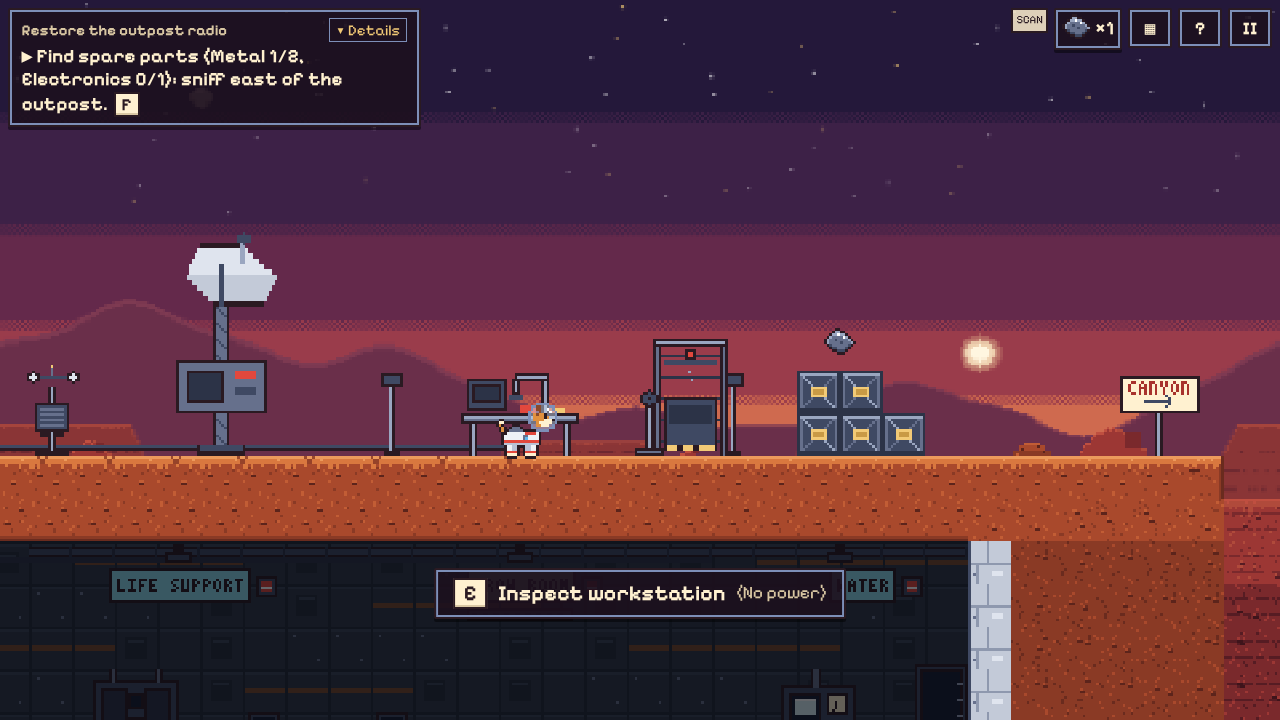 Restore the outpost radio
▾ Details
▶ Find spare parts (Metal 1/8,
Electronics 0/1): sniff east of the
outpost. F
SCAN
×1
?
II
CANYON
LIFE SUPPORT
ATER
E Inspect workstation (No power)